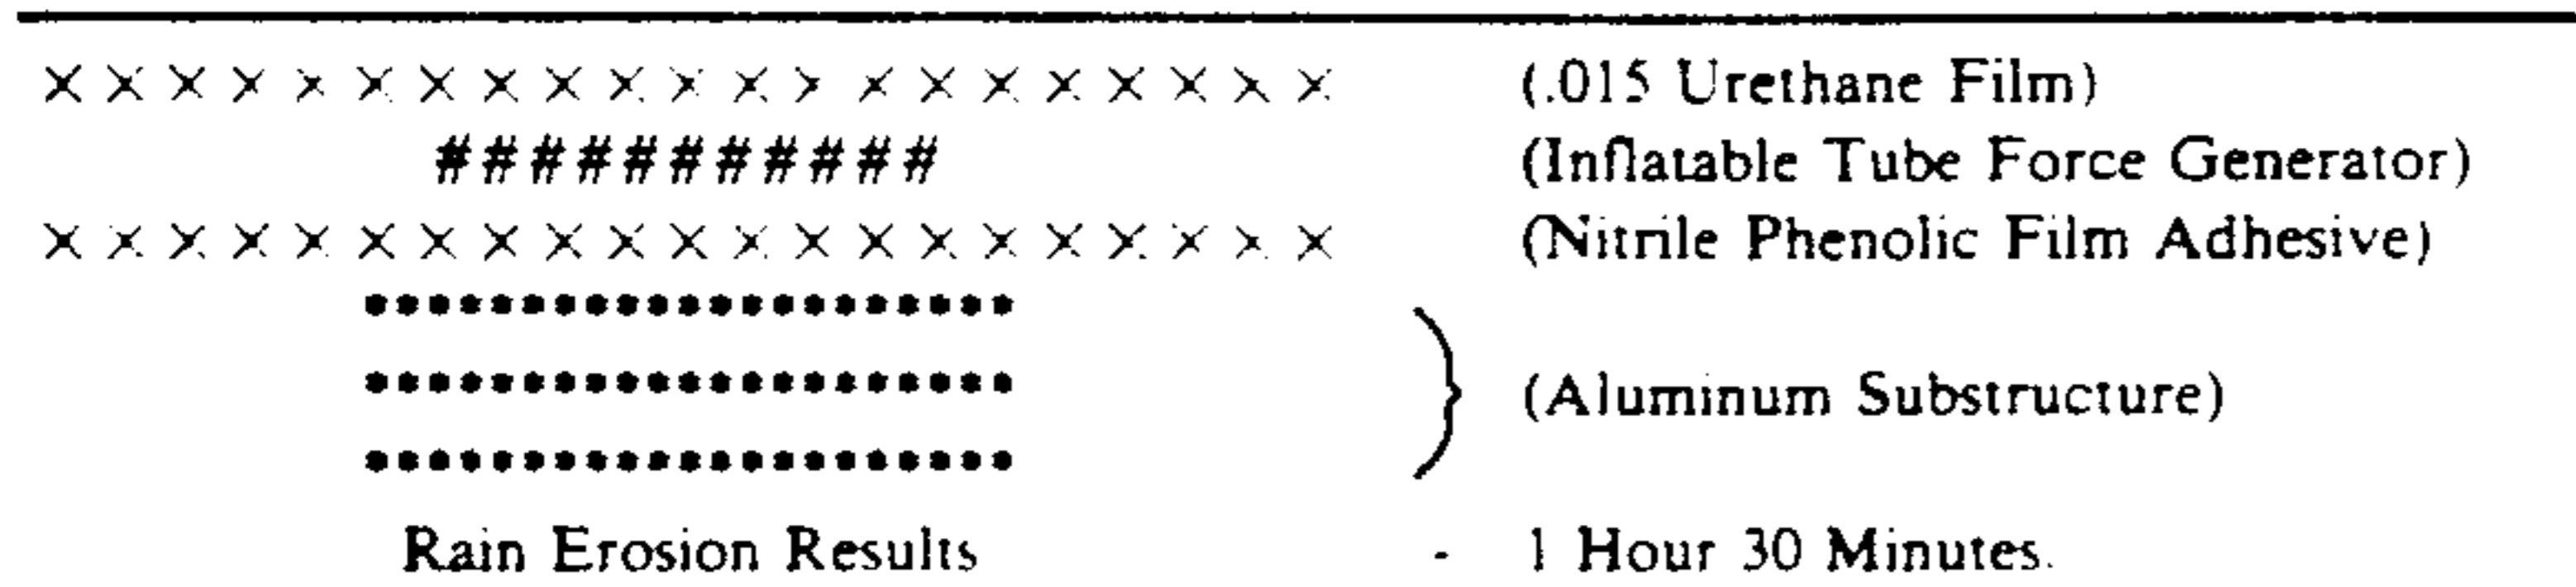 × × × × × × × × × × × × × × × × × × × × × (.015 Urethane Film)
# # # # # # # # # # # (Inflatable Tube Force Generator)
× × × × × × × × × × × × × × × × × × × × × (Nitrile Phenolic Film Adhesive)
•••••••••••••••••••••
••••••••••••••••••••• } (Aluminum Substructure)
•••••••••••••••••••••
Rain Erosion Results - 1 Hour 30 Minutes.